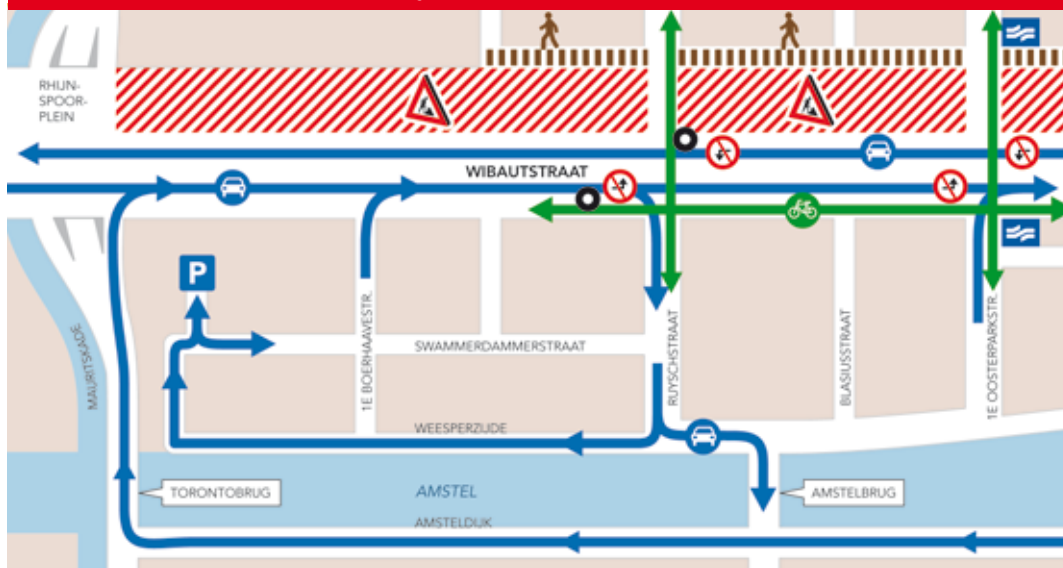 RHIJN-
SPOOR-
PLEIN
WIBAUTSTRAAT
P
MAURITSKADE
1E BOERHAAVESTR.
SWAMMERDAMMERSTRAAT
RUYSCHSTRAAT
BLASIUSSTRAAT
1E OOSTERPARKSTR.
WEESPERZIJDE
TORONTOBRUG
AMSTEL
AMSTELBRUG
AMSTELDIJK